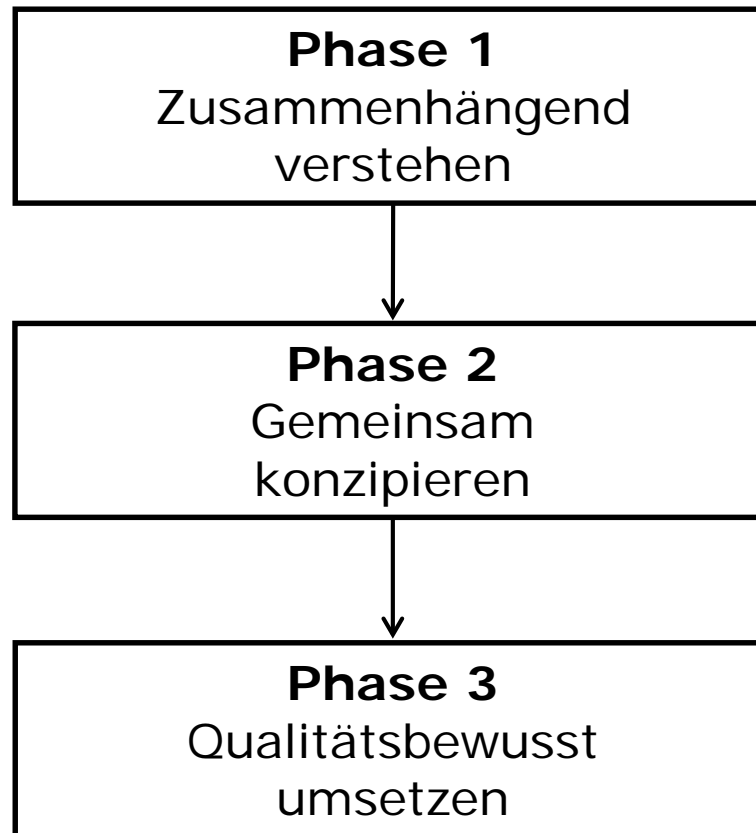 Phase 1
Zusammenhängend
verstehen
Phase 2
Gemeinsam
konzipieren
Phase 3
Qualitätsbewusst
umsetzen